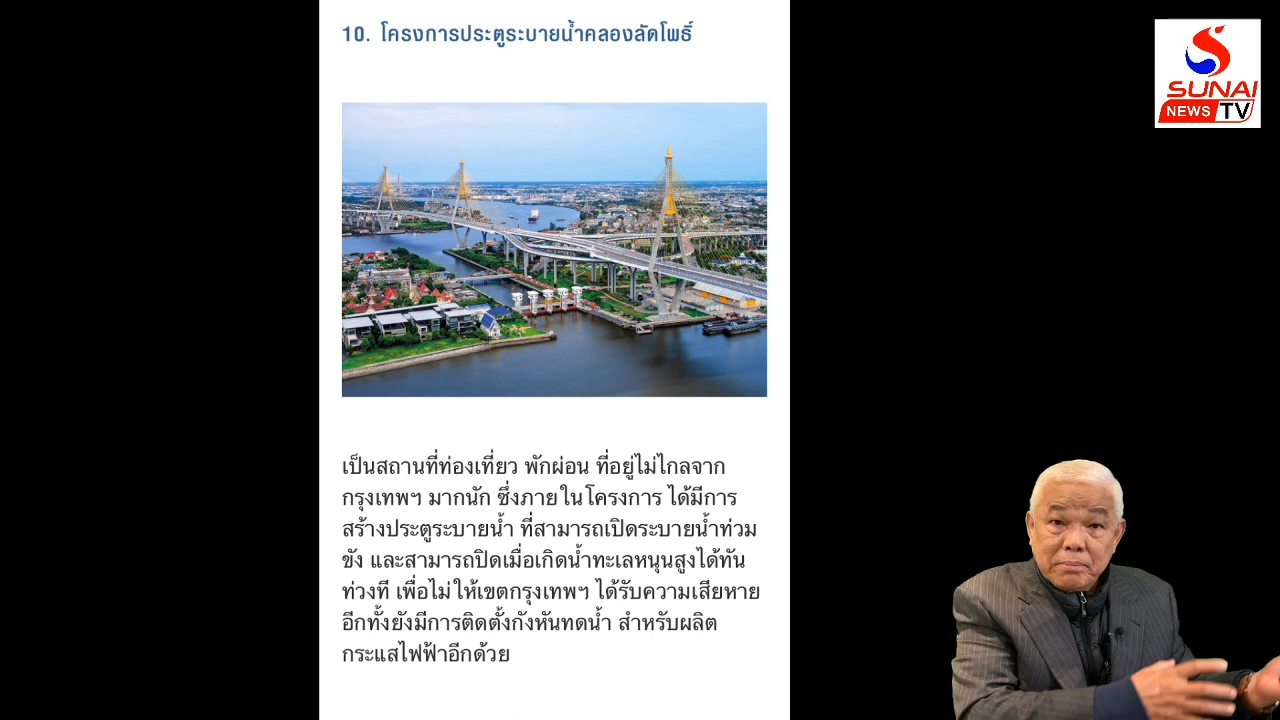 10. โครงการประตูระบายน้ำคลองลัดโพธิ์
SUNAI
NEWS TV
เป็นสถานที่ท่องเที่ยว พักผ่อน ที่อยู่ไม่ไกลจาก
กรุงเทพฯ มากนัก ซึ่งภายในโครงการ ได้มีการ
สร้างประตูระบายน้ำ ที่สามารถเปิดระบายน้ำท่วม
ขัง และสามารถปิดเมื่อเกิดน้ำทะเลหนุนสูงได้ทัน
ท่วงที เพื่อไม่ให้เขตกรุงเทพฯ ได้รับความเสียหาย
อีกทั้งยังมีการติดตั้งกังหันทดน้ำ สำหรับผลิต
กระแสไฟฟ้าอีกด้วย